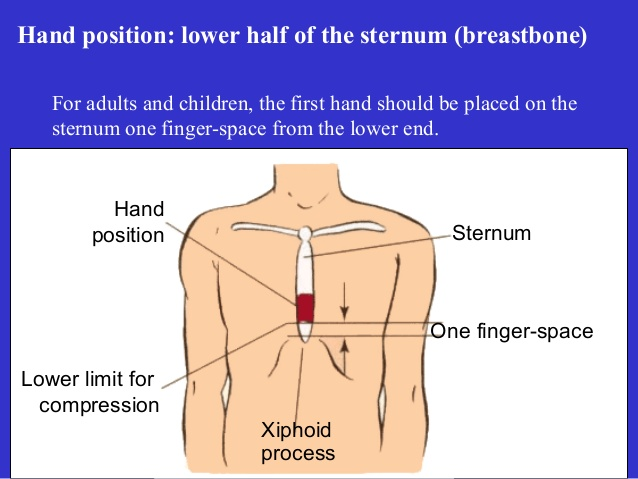 Hand position: lower half of the sternum (breastbone)
For adults and children, the first hand should be placed on the
sternum one finger-space from the lower end.
Hand
position
Sternum
One finger-space
Lower limit for
compression
Xiphoid
process